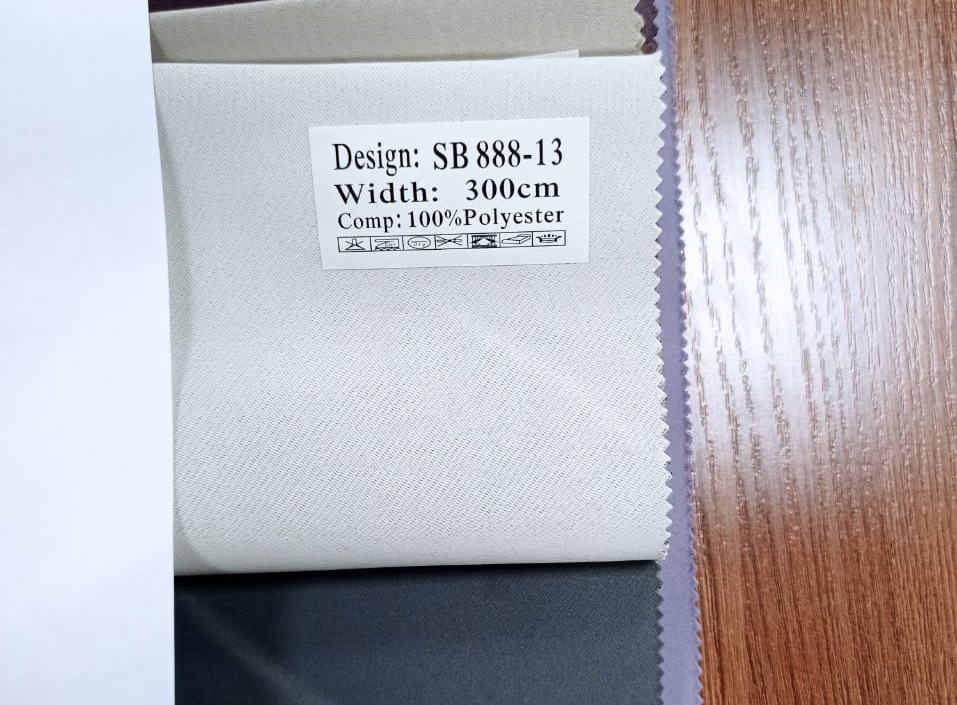 Design: SB 888-13
Width: 300cm
Comp: 100%Polyester